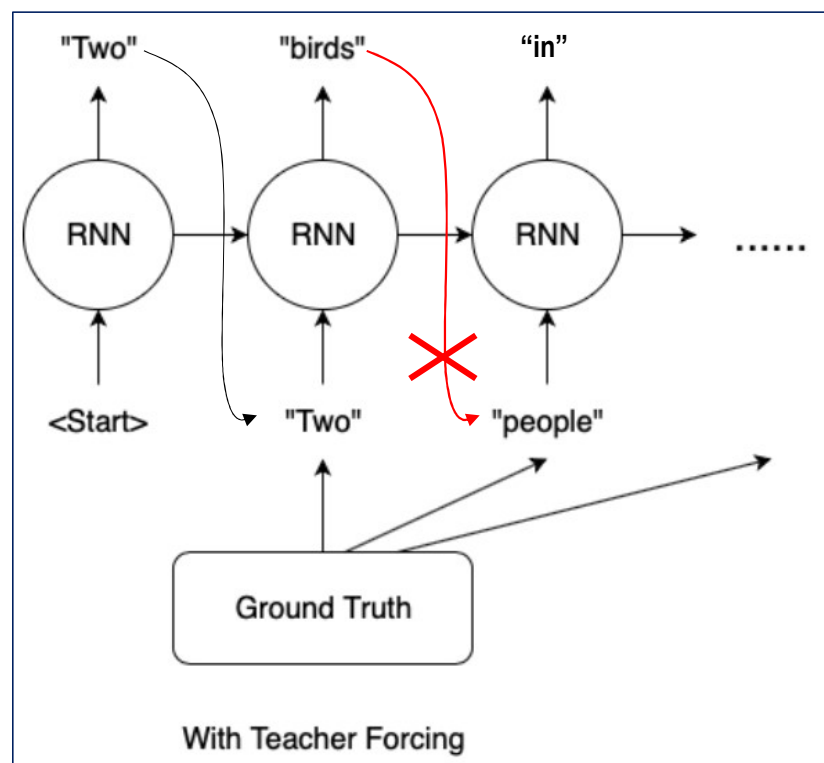 "Two" "birds" “in”
RNN RNN RNN ......
<Start> "Two" "people"
Ground Truth
With Teacher Forcing